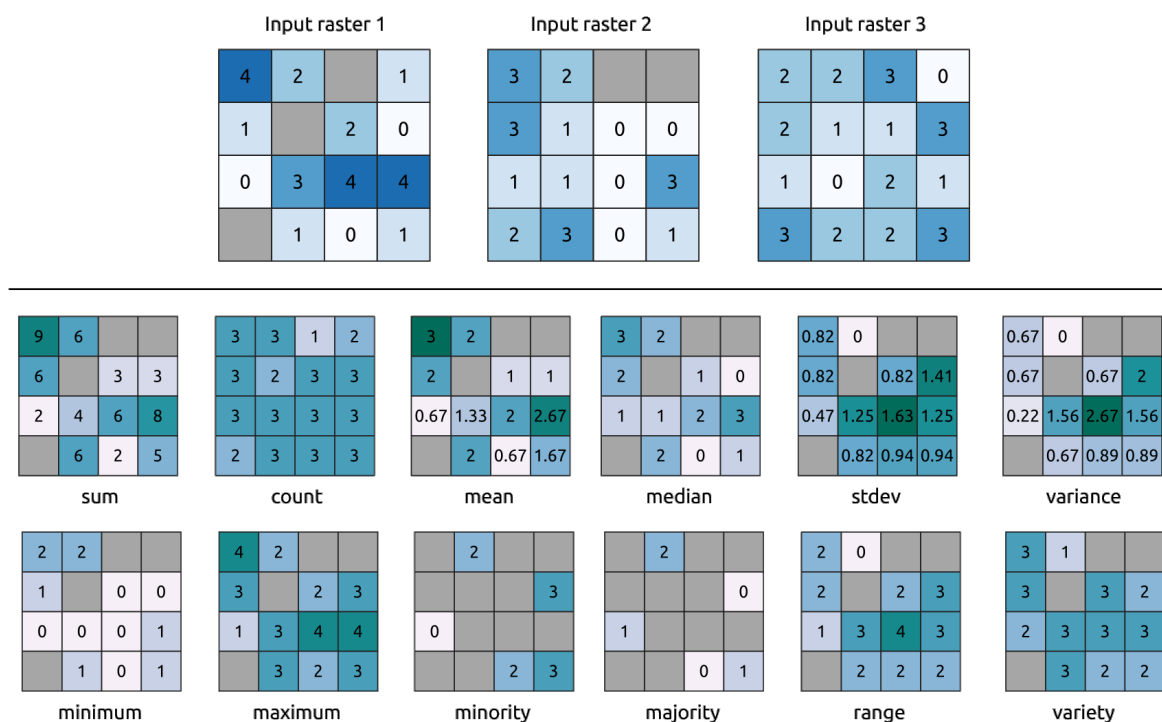 Input raster 1 Input raster 2 Input raster 3
4 2 1 3 2 2 2 3 0
1 2 0 3 1 0 0 2 1 1 3
0 3 4 4 1 1 0 3 1 0 2 1
1 0 1 2 3 0 1 3 2 2 3
9 6 3 3 1 2 3 2 3 2 0.82 0 0.67 0
6 3 3 3 2 3 3 2 1 1 2 1 0 0.82 0.82 1.41 0.67 0.67 2
2 4 6 8 3 3 3 3 0.67 1.33 2 2.67 1 1 2 3 0.47 1.25 1.63 1.25 0.22 1.56 2.67 1.56
6 2 5 2 3 3 3 2 0.67 1.67 2 0 1 0.82 0.94 0.94 0.67 0.89 0.89
sum count mean median stdev variance
2 2 4 2 2 2 2 0 3 1
1 0 0 3 2 3 3 0 2 2 3 3 3 2
0 0 0 1 1 3 4 4 0 1 1 3 4 3 2 3 3 3
1 0 1 3 2 3 2 3 0 1 2 2 2 3 2 2
minimum maximum minority majority range variety